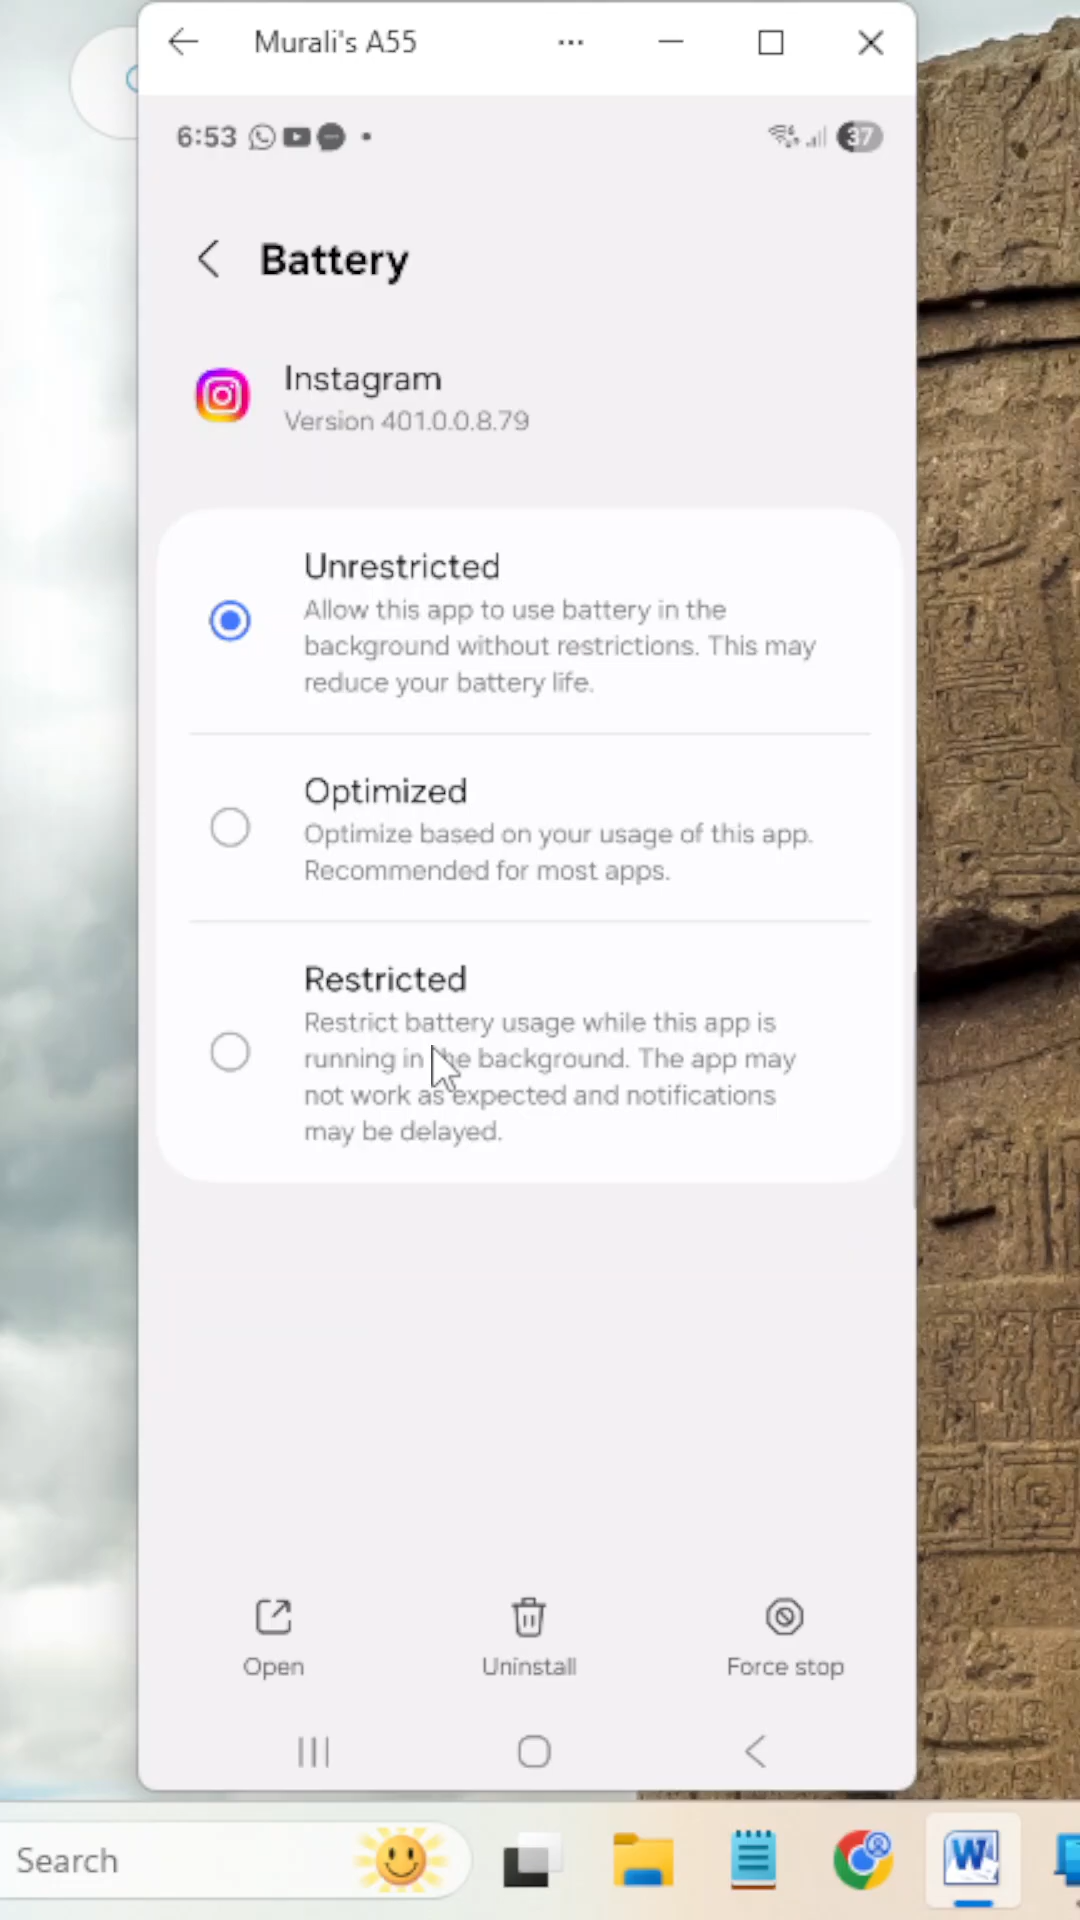 Murali's A55
6:53
37
Battery
Instagram
Version 401.0.0.8.79
Unrestricted
Allow this app to use battery in the
background without restrictions. This may
reduce your battery life.
Optimized
Optimize based on your usage of this app.
Recommended for most apps.
Restricted
Restrict battery usage while this app is
running in the background. The app may
not work as expected and notifications
may be delayed.
Open
Uninstall
Force stop
Search
W